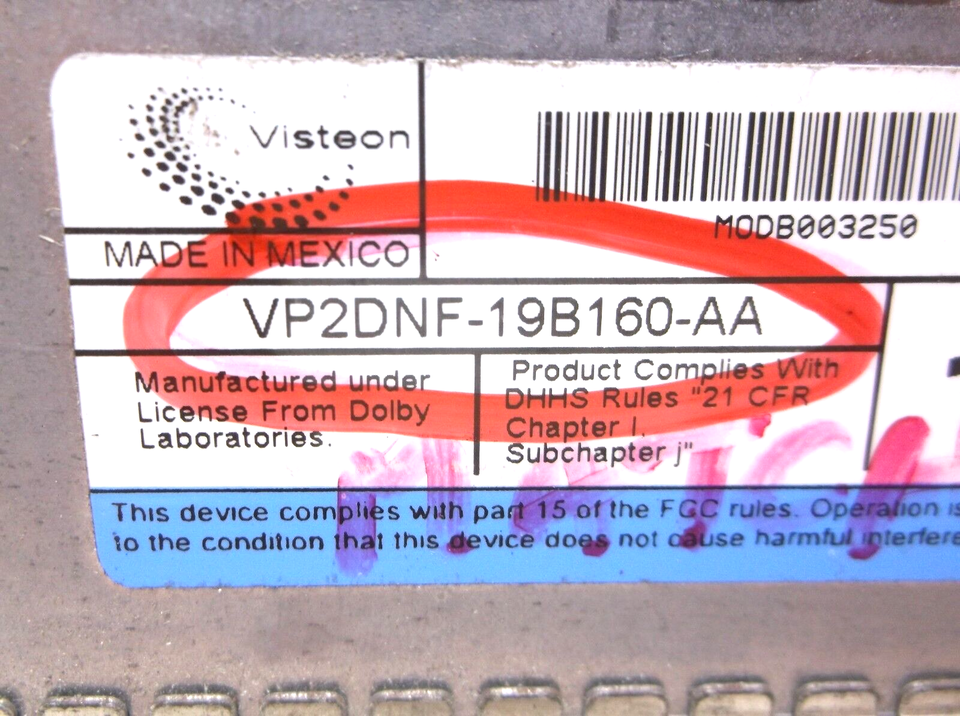 Visteon
M0DB003250
MADE IN MEXICO
VP2DNF-19B160-AA
Manufactured under
License From Dolby
Laboratories.
Product Complies With
DHHS Rules "21 CFR
Chapter I,
Subchapter j"
This device complies with part 15 of the FCC rules. Operation is
to the condition that this device does not cause harmful interfere